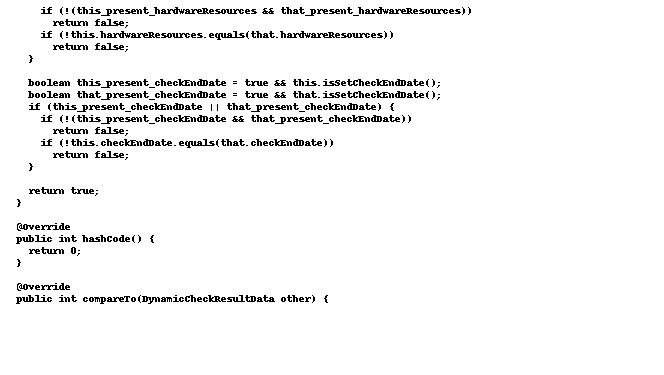 if (!(this_present_hardwareResources && that_present_hardwareResources))
return false;
if (!this.hardwareResources.equals(that.hardwareResources))
return false;
}
boolean this_present_checkEndDate = true && this.isSetCheckEndDate();
boolean that_present_checkEndDate = true && that.isSetCheckEndDate();
if (this_present_checkEndDate || that_present_checkEndDate) {
if (!(this_present_checkEndDate && that_present_checkEndDate))
return false;
if (!this.checkEndDate.equals(that.checkEndDate))
return false;
}
return true;
}
@Override
public int hashCode() {
return 0;
}
@Override
public int compareTo(DynamicCheckResultData other) {